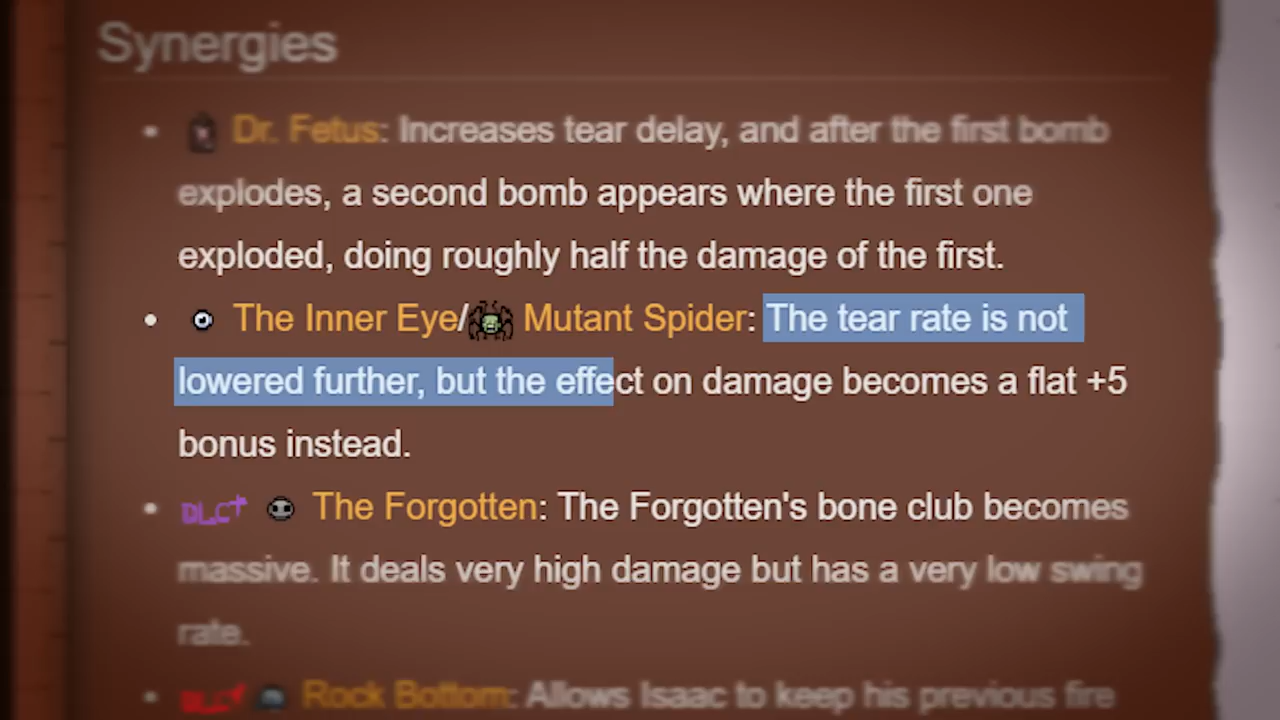 Synergies
Dr. Fetus: Increases tear delay, and after the first bomb
explodes, a second bomb appears where the first one
exploded, doing roughly half the damage of the first.
The Inner Eye/ Mutant Spider: The tear rate is not
lowered further, but the effect on damage becomes a flat +5
bonus instead.
DLC+ The Forgotten: The Forgotten's bone club becomes
massive. It deals very high damage but has a very low swing
rate.
DLC+ Rock Bottom: Allows Isaac to keep his previous fire